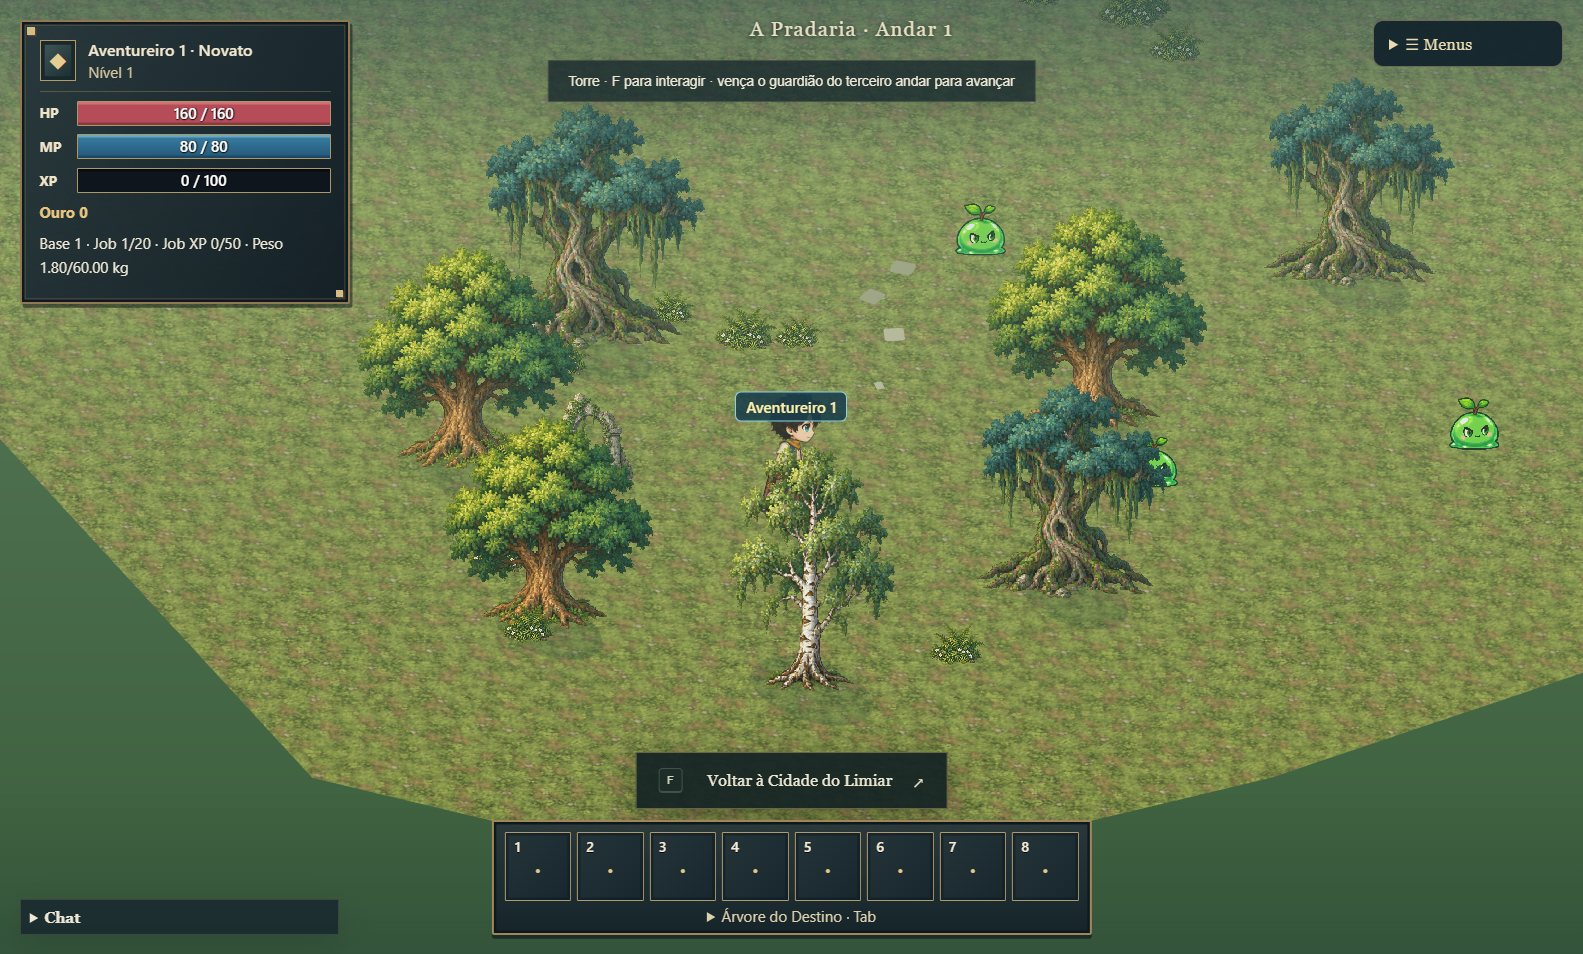 A Pradaria · Andar 1
Torre · F para interagir · vença o guardião do terceiro andar para avançar
Aventureiro 1 · Novato
Nível 1
HP 160 / 160
MP 80 / 80
XP 0 / 100
Ouro 0
Base 1 · Job 1/20 · Job XP 0/50 · Peso
1.80/60.00 kg
▶ ☰ Menus
Aventureiro 1
F Voltar à Cidade do Limiar ↗
1 2 3 4 5 6 7 8
▶ Árvore do Destino · Tab
▶ Chat